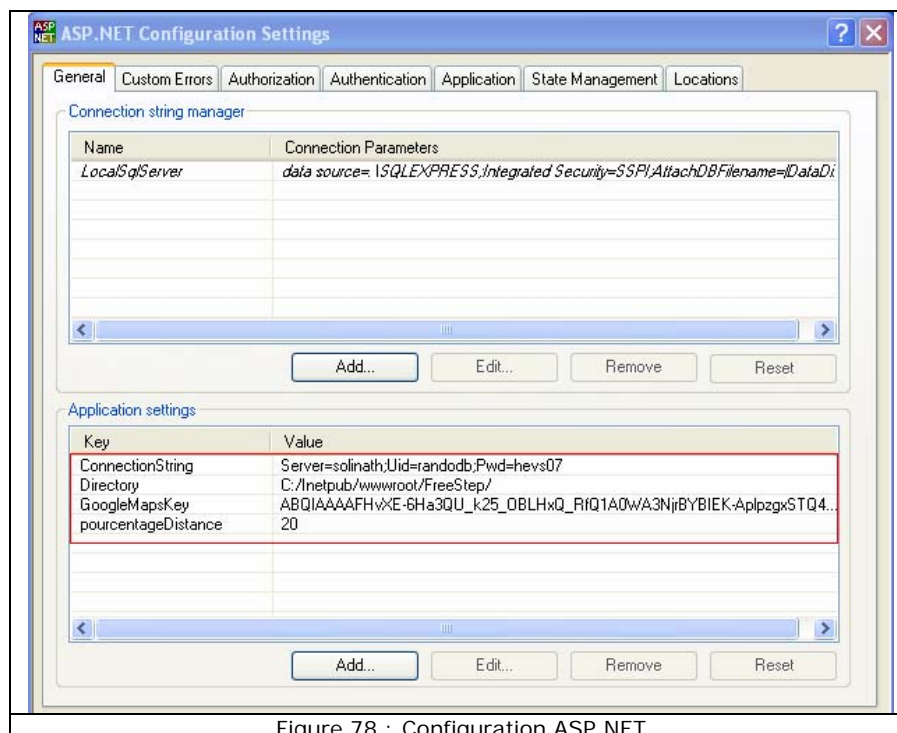 ASP.NET Configuration Settings
General Custom Errors Authorization Authentication Application State Management Locations
Connection string manager
Name Connection Parameters
LocalSqlServer data source=.\SQLEXPRESS;Integrated Security=SSPI;AttachDBFilename=|DataDi
Add... Edit... Remove Reset
Application settings
Key Value
ConnectionString Server=solinath;Uid=randodb;Pwd=hevs07
Directory C:/Inetpub/wwwroot/FreeStep/
GoogleMapsKey ABQIAAAAFHvXE-6Ha3QU_k25_OBLHxQ_RfQ1A0WA3NjrBYBIEK-AplpzgxSTQ4...
pourcentageDistance 20
Add... Edit... Remove Reset
Figure 78 : Configuration ASP.NET